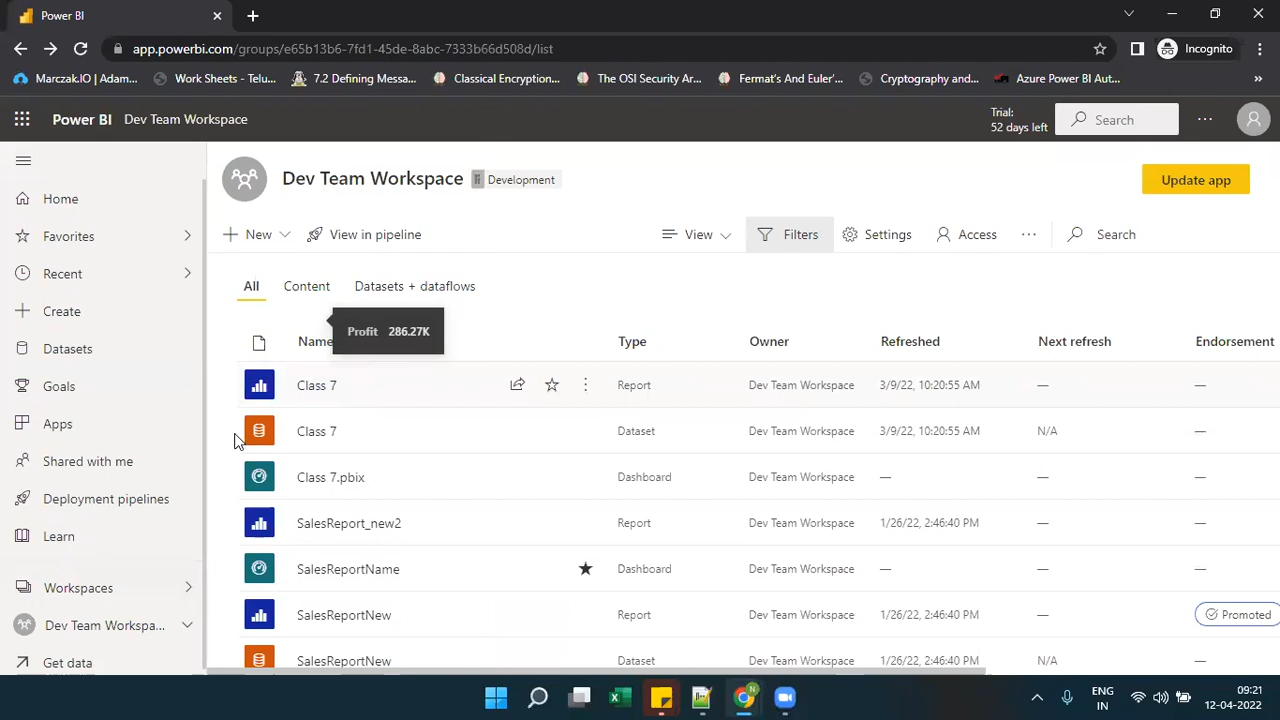 Power BI
app.powerbi.com/groups/e65b13b6-7fd1-45de-8abc-7333b66d508d/list
Incognito
Marczak.IO | Adam...
Work Sheets - Telu...
7.2 Defining Messa...
Classical Encryption...
The OSI Security Ar...
Fermat's And Euler'...
Cryptography and...
Azure Power BI Aut...
»
Power BI
Dev Team Workspace
Trial:
52 days left
Search
Dev Team Workspace
Development
Update app
New
View in pipeline
View
Filters
Settings
Access
Search
Home
Favorites
Recent
Create
Datasets
Goals
Apps
Shared with me
Deployment pipelines
Learn
Workspaces
Dev Team Workspa...
Get data
All
Content
Datasets + dataflows
Profit 286.27K
Name
Type
Owner
Refreshed
Next refresh
Endorsement
Class 7
Report
Dev Team Workspace
3/9/22, 10:20:55 AM
—
—
Class 7
Dataset
Dev Team Workspace
3/9/22, 10:20:55 AM
N/A
—
Class 7.pbix
Dashboard
Dev Team Workspace
—
—
—
SalesReport_new2
Report
Dev Team Workspace
1/26/22, 2:46:40 PM
—
—
SalesReportName
Dashboard
Dev Team Workspace
—
—
—
SalesReportNew
Report
Dev Team Workspace
1/26/22, 2:46:40 PM
—
Promoted
SalesReportNew
Dataset
Dev Team Workspace
1/26/22, 2:46:40 PM
N/A
—
N
ENG
IN
09:21
12-04-2022